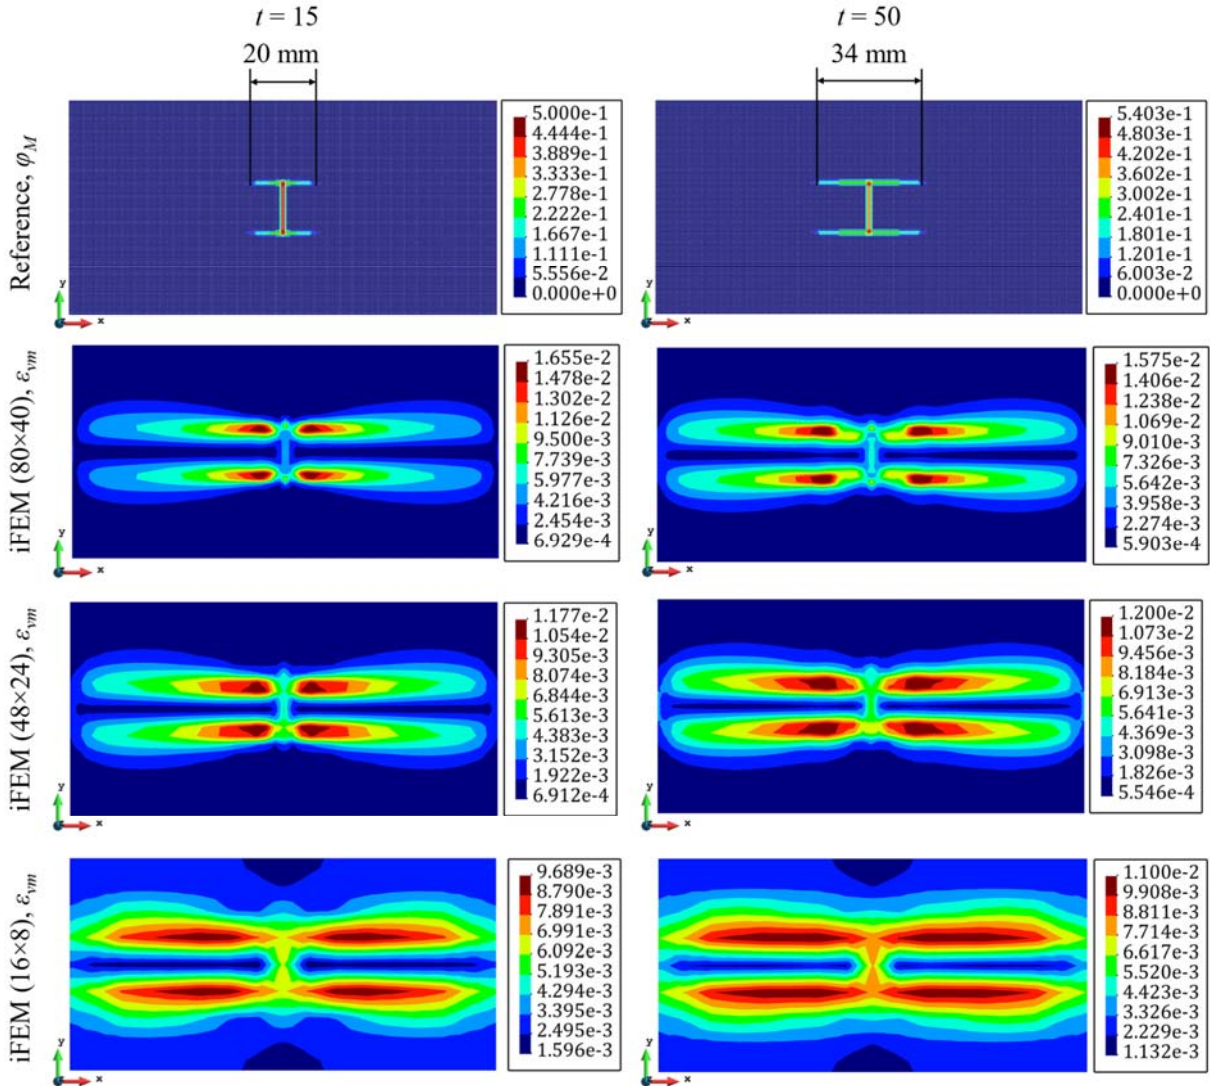 t = 15
t = 50
20 mm
34 mm
Reference, φM
5.000e-1
4.444e-1
3.889e-1
3.333e-1
2.778e-1
2.222e-1
1.667e-1
1.111e-1
5.556e-2
0.000e+0
y
x
5.403e-1
4.803e-1
4.202e-1
3.602e-1
3.002e-1
2.401e-1
1.801e-1
1.201e-1
6.003e-2
0.000e+0
y
x
iFEM (80×40), εvm
1.655e-2
1.478e-2
1.302e-2
1.126e-2
9.500e-3
7.739e-3
5.977e-3
4.216e-3
2.454e-3
6.929e-4
y
x
1.575e-2
1.406e-2
1.238e-2
1.069e-2
9.010e-3
7.326e-3
5.642e-3
3.958e-3
2.274e-3
5.903e-4
y
x
iFEM (48×24), εvm
1.177e-2
1.054e-2
9.305e-3
8.074e-3
6.844e-3
5.613e-3
4.383e-3
3.152e-3
1.922e-3
6.912e-4
y
x
1.200e-2
1.073e-2
9.456e-3
8.184e-3
6.913e-3
5.641e-3
4.369e-3
3.098e-3
1.826e-3
5.546e-4
y
x
iFEM (16×8), εvm
9.689e-3
8.790e-3
7.891e-3
6.991e-3
6.092e-3
5.193e-3
4.294e-3
3.395e-3
2.495e-3
1.596e-3
y
x
1.100e-2
9.908e-3
8.811e-3
7.714e-3
6.617e-3
5.520e-3
4.423e-3
3.326e-3
2.229e-3
1.132e-3
y
x